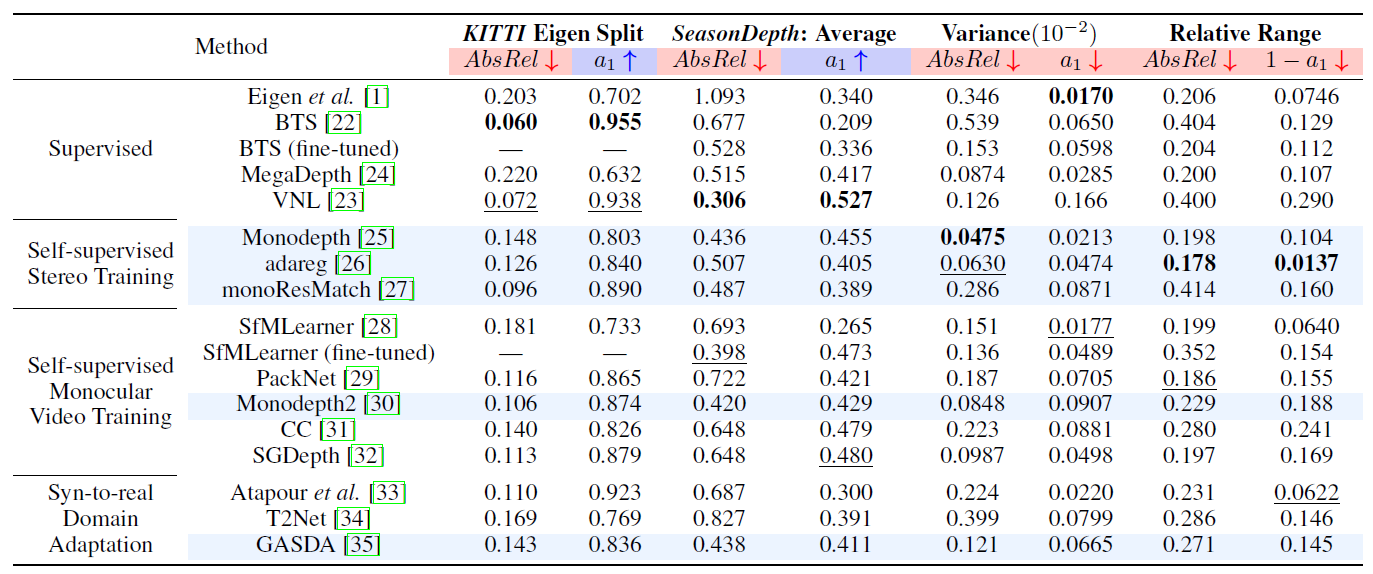 Method KITTI Eigen Split SeasonDepth: Average Variance(10⁻²) Relative Range
AbsRel ↓ a₁ ↑ AbsRel ↓ a₁ ↑ AbsRel ↓ a₁ ↓ AbsRel ↓ 1 − a₁ ↓
Eigen et al. [1] 0.203 0.702 1.093 0.340 0.346 0.0170 0.206 0.0746
BTS [22] 0.060 0.955 0.677 0.209 0.539 0.0650 0.404 0.129
Supervised BTS (fine-tuned) — — 0.528 0.336 0.153 0.0598 0.204 0.112
MegaDepth [24] 0.220 0.632 0.515 0.417 0.0874 0.0285 0.200 0.107
VNL [23] 0.072 0.938 0.306 0.527 0.126 0.166 0.400 0.290
Self-supervised Stereo Training
Monodepth [25] 0.148 0.803 0.436 0.455 0.0475 0.0213 0.198 0.104
adareg [26] 0.126 0.840 0.507 0.405 0.0630 0.0474 0.178 0.0137
monoResMatch [27] 0.096 0.890 0.487 0.389 0.286 0.0871 0.414 0.160
Self-supervised Monocular Video Training
SfMLearner [28] 0.181 0.733 0.693 0.265 0.151 0.0177 0.199 0.0640
SfMLearner (fine-tuned) — — 0.398 0.473 0.136 0.0489 0.352 0.154
PackNet [29] 0.116 0.865 0.722 0.421 0.187 0.0705 0.186 0.155
Monodepth2 [30] 0.106 0.874 0.420 0.429 0.0848 0.0907 0.229 0.188
CC [31] 0.140 0.826 0.648 0.479 0.223 0.0881 0.280 0.241
SGDepth [32] 0.113 0.879 0.648 0.480 0.0987 0.0498 0.197 0.169
Syn-to-real Atapour et al. [33] 0.110 0.923 0.687 0.300 0.224 0.0220 0.231 0.0622
Domain T2Net [34] 0.169 0.769 0.827 0.391 0.399 0.0799 0.286 0.146
Adaptation GASDA [35] 0.143 0.836 0.438 0.411 0.121 0.0665 0.271 0.145